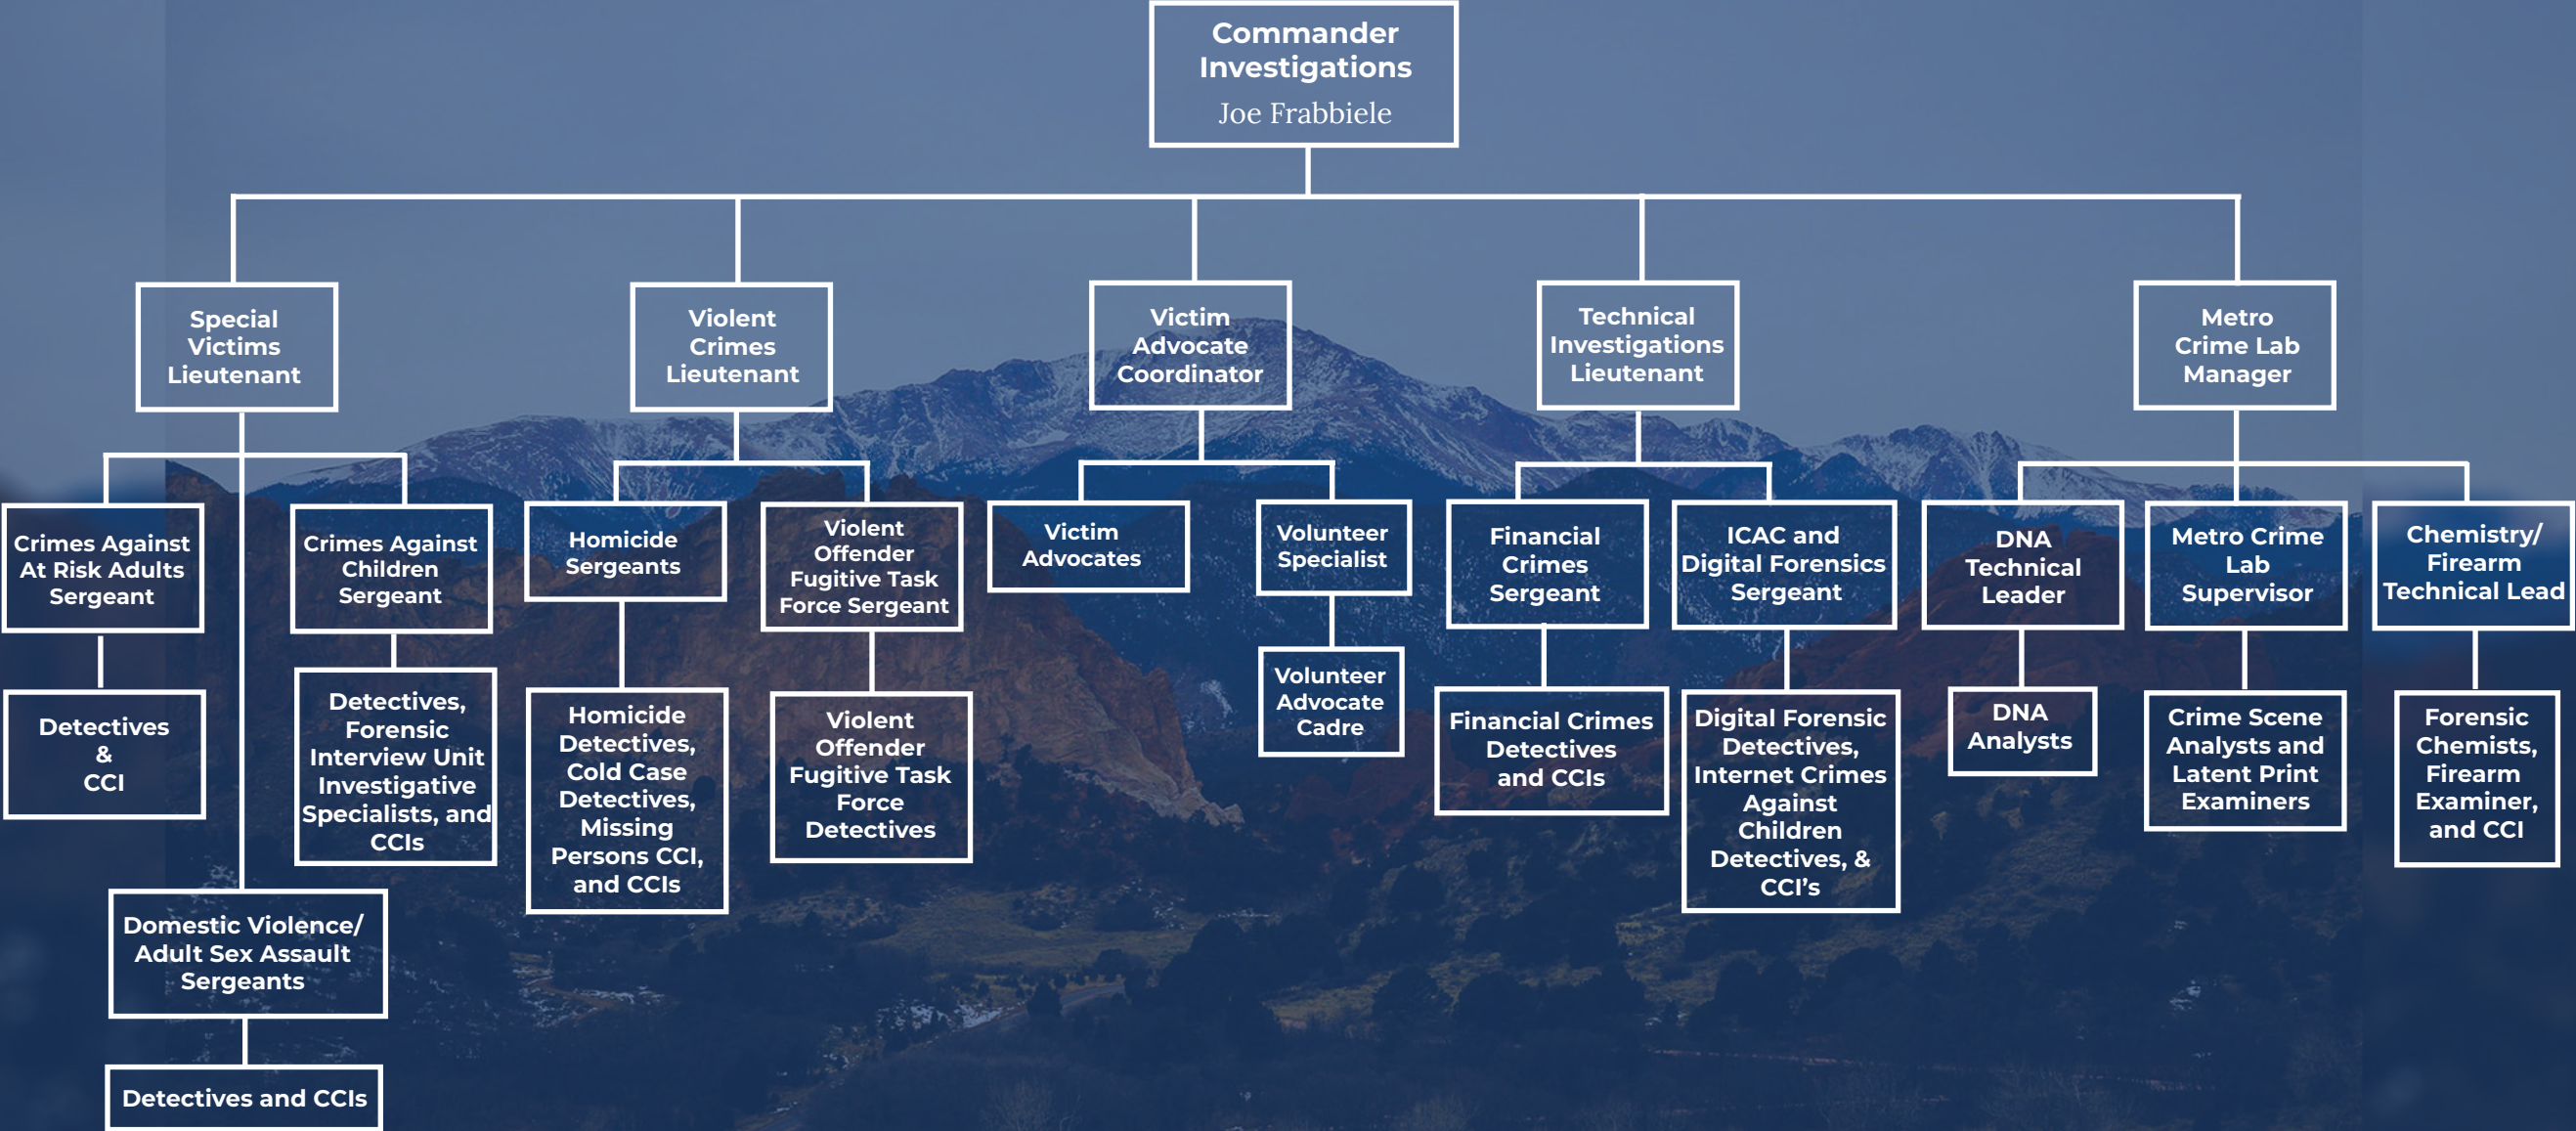 Commander
Investigations
Joe Frabbiele
Special
Victims
Lieutenant
Violent
Crimes
Lieutenant
Victim
Advocate
Coordinator
Technical
Investigations
Lieutenant
Metro
Crime Lab
Manager
Crimes Against
At Risk Adults
Sergeant
Crimes Against
Children
Sergeant
Homicide
Sergeants
Violent
Offender
Fugitive Task
Force Sergeant
Victim
Advocates
Volunteer
Specialist
Financial
Crimes
Sergeant
ICAC and
Digital Forensics
Sergeant
DNA
Technical
Leader
Metro Crime
Lab
Supervisor
Chemistry/
Firearm
Technical Lead
Detectives
&
CCI
Detectives,
Forensic
Interview Unit
Investigative
Specialists, and
CCIs
Homicide
Detectives,
Cold Case
Detectives,
Missing
Persons CCI,
and CCIs
Violent
Offender
Fugitive Task
Force
Detectives
Volunteer
Advocate
Cadre
Financial Crimes
Detectives
and CCIs
Digital Forensic
Detectives,
Internet Crimes
Against
Children
Detectives, &
CCI’s
DNA
Analysts
Crime Scene
Analysts and
Latent Print
Examiners
Forensic
Chemists,
Firearm
Examiner,
and CCI
Domestic Violence/
Adult Sex Assault
Sergeants
Detectives and CCIs